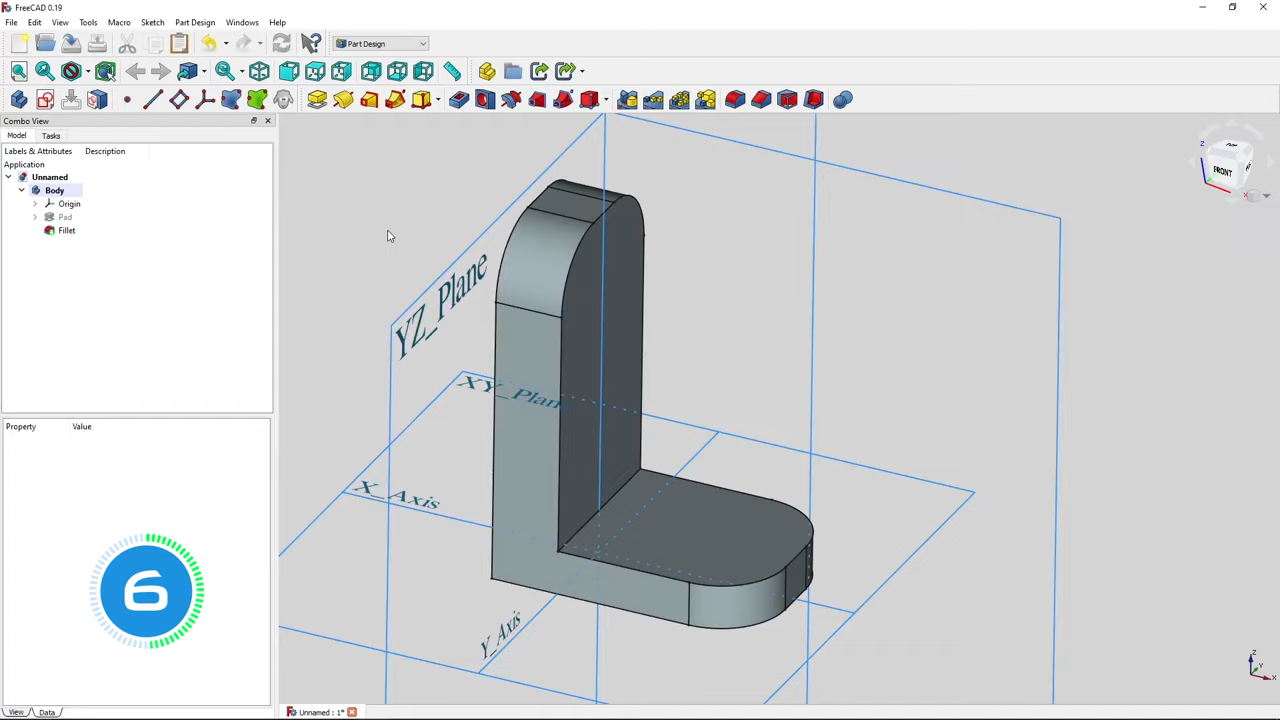 FreeCAD 0.19
File Edit View Tools Macro Sketch Part Design Windows Help
Part Design
Combo View
Model Tasks
Labels & Attributes Description
Application
Unnamed
Body
Origin
Pad
Fillet
Property Value
6
View Data
YZ_Plane
XY_Plan
X_Axis
Y_Axis
FRONT
Z
X
Z
Y
X
Unnamed : 1*